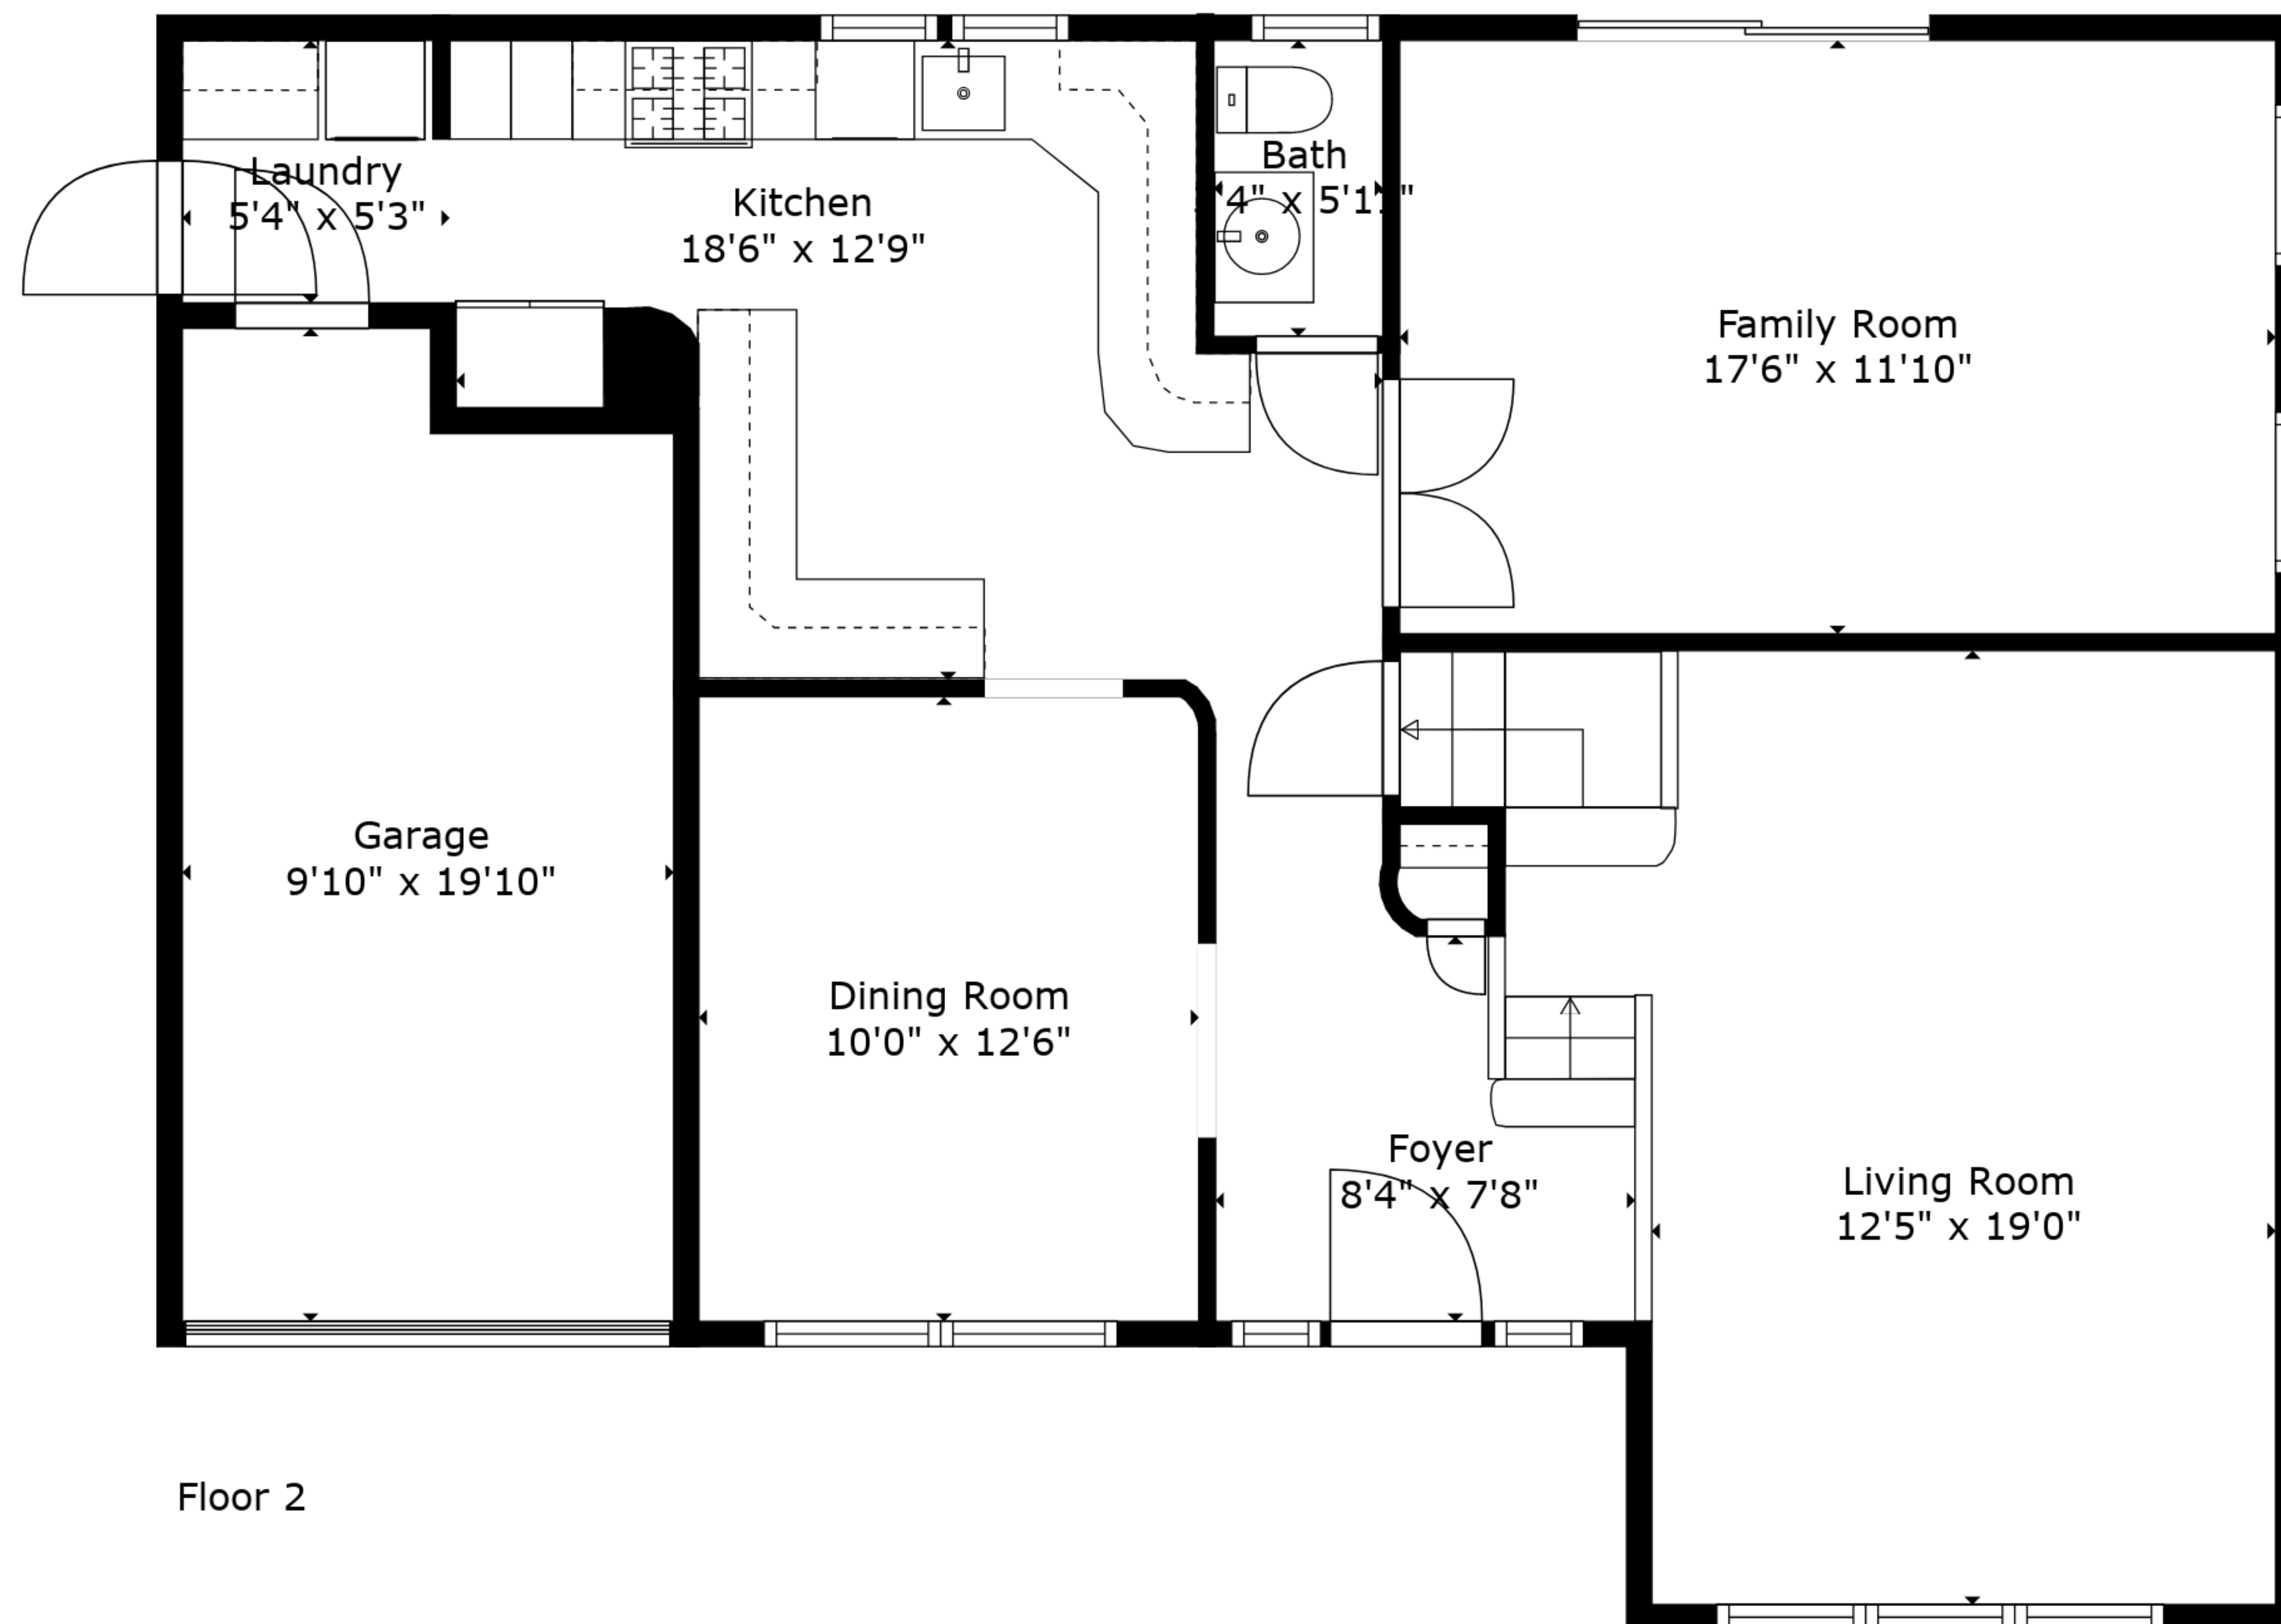 Laundry
5'4" x 5'3"
Kitchen
18'6" x 12'9"
Bath
4" x
Family Room
17'6" x 11'10"
Garage
9'10" x 19'10"
Dining Room
10'0" x 12'6"
Foyer
8'4" x 7'8"
Living Room
12'5" x 19'0"
Floor 2